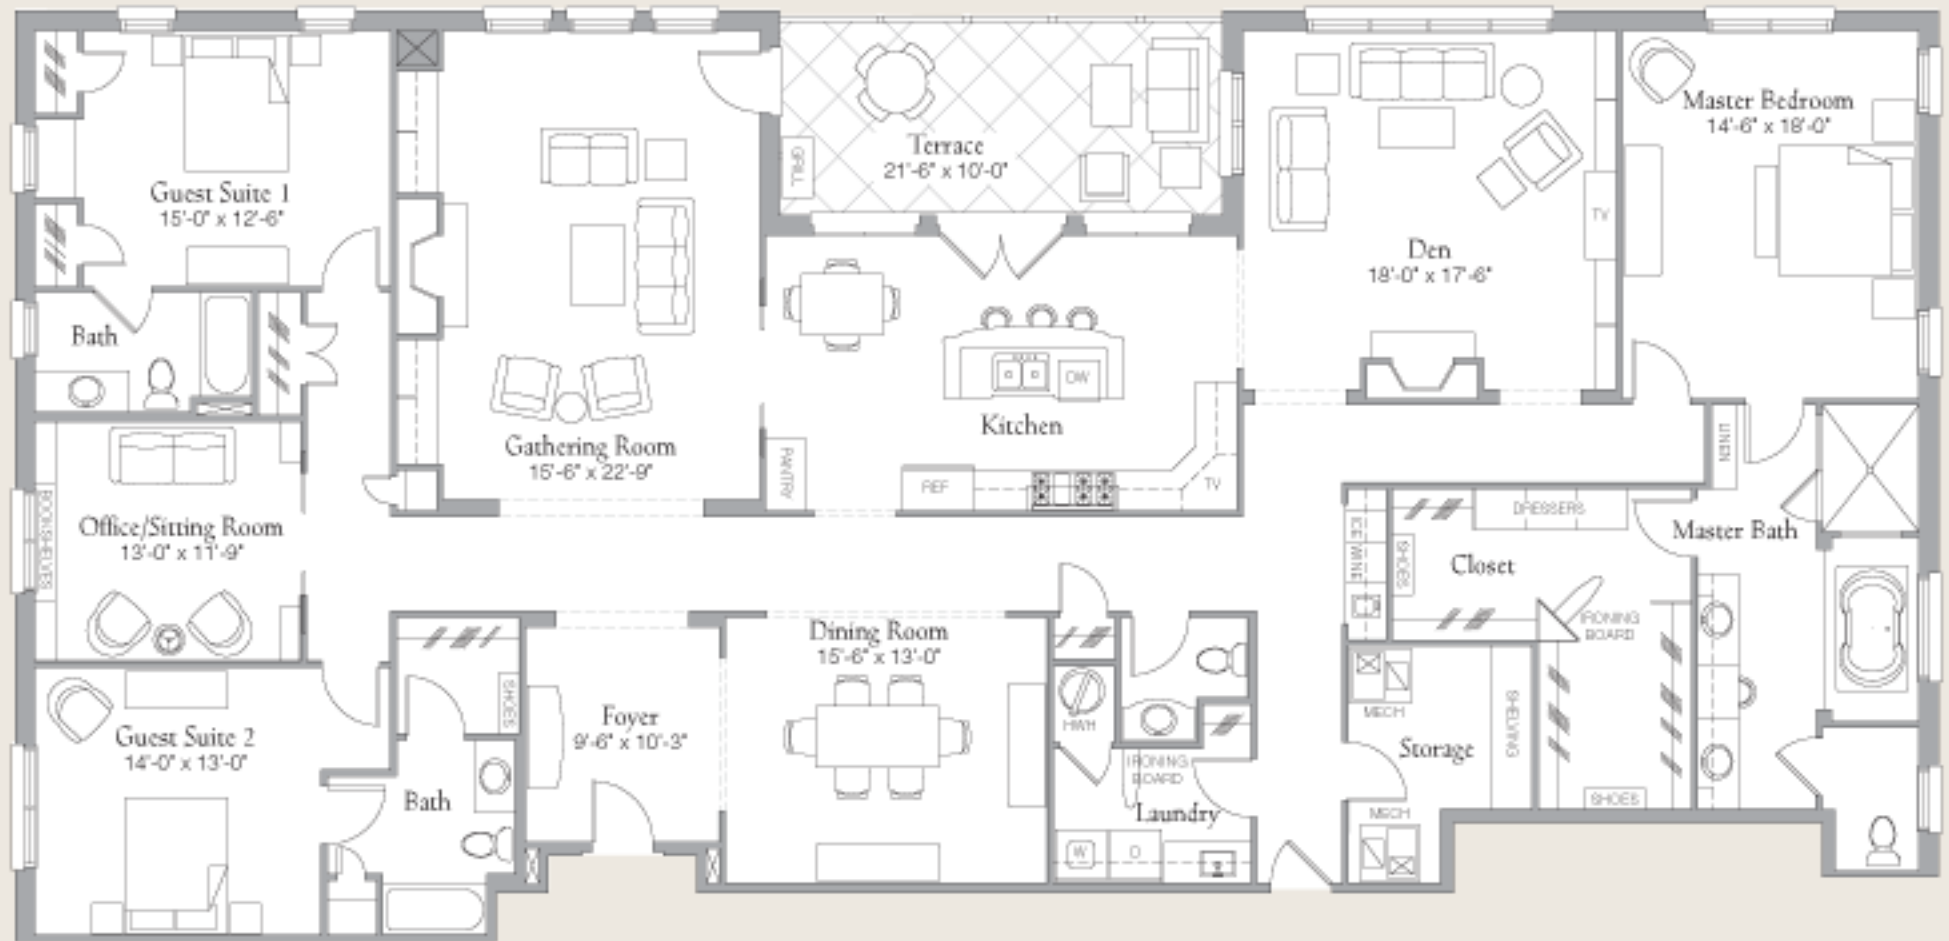 Guest Suite 1
15'-0" x 12'-6"
Bath
Office/Sitting Room
13'-0" x 11'-9"
BOOKSHELVES
Guest Suite 2
14'-0" x 13'-0"
Bath
SHOES
Gathering Room
15'-6" x 22'-9"
Foyer
9'-6" x 10'-3"
Terrace
21'-6" x 10'-0"
GRILL
Kitchen
DW
PANTRY
REF
TV
Dining Room
15'-6" x 13'-0"
HWH
IRONING
BOARD
Laundry
W
D
Den
18'-0" x 17'-6"
TV
Master Bedroom
14'-6" x 18'-0"
LINEN
Master Bath
ICE
WINE
SHOES
DRESSERS
Closet
IRONING
BOARD
SHOES
MECH
Storage
SHELVING
MECH